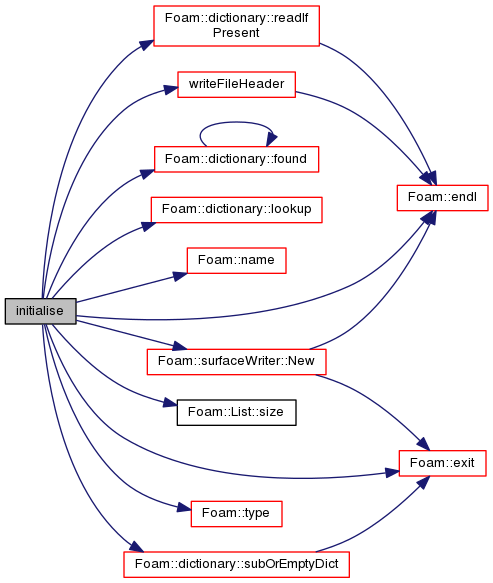 Foam::dictionary::readIf
Present
writeFileHeader
Foam::dictionary::found
Foam::endl
Foam::dictionary::lookup
Foam::name
initialise
Foam::surfaceWriter::New
Foam::List::size
Foam::exit
Foam::type
Foam::dictionary::subOrEmptyDict